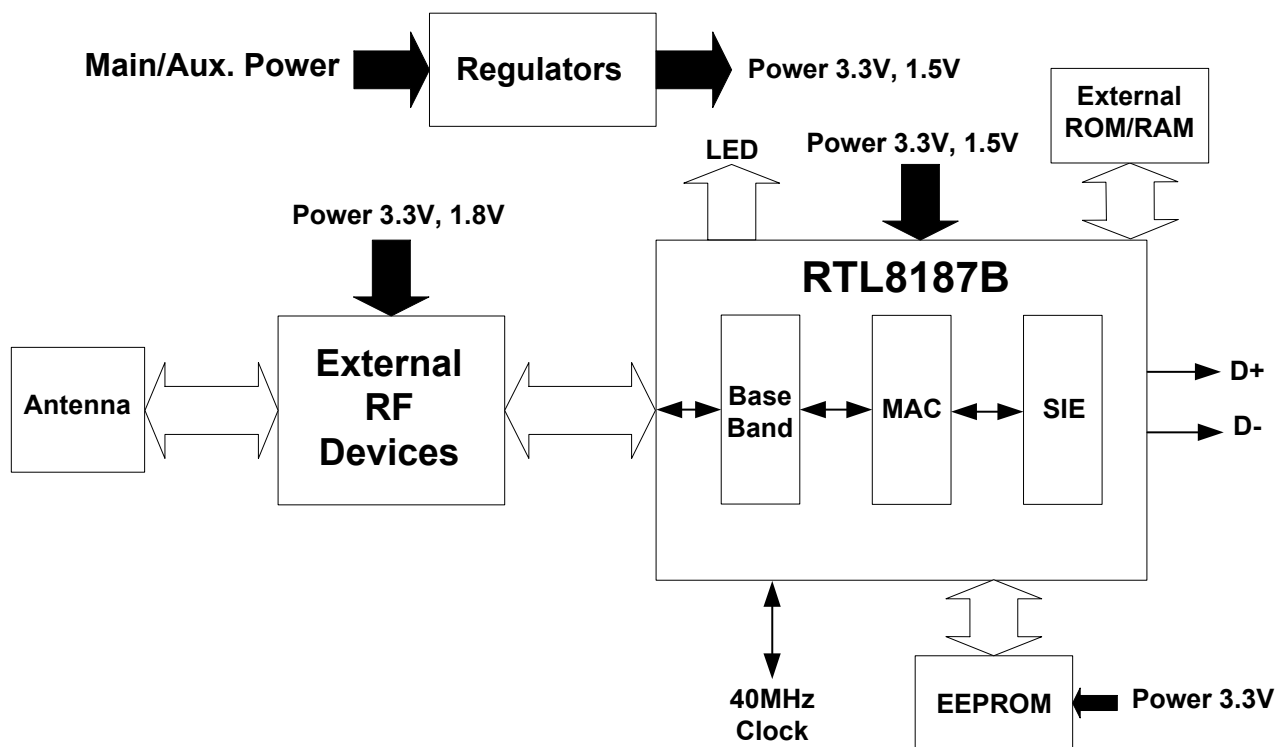 Main/Aux. Power
Regulators
Power 3.3V, 1.5V
External
ROM/RAM
LED
Power 3.3V, 1.5V
Power 3.3V, 1.8V
RTL8187B
Antenna
External
RF
Devices
Base
Band
MAC
SIE
D+
D-
40MHz
Clock
EEPROM
Power 3.3V